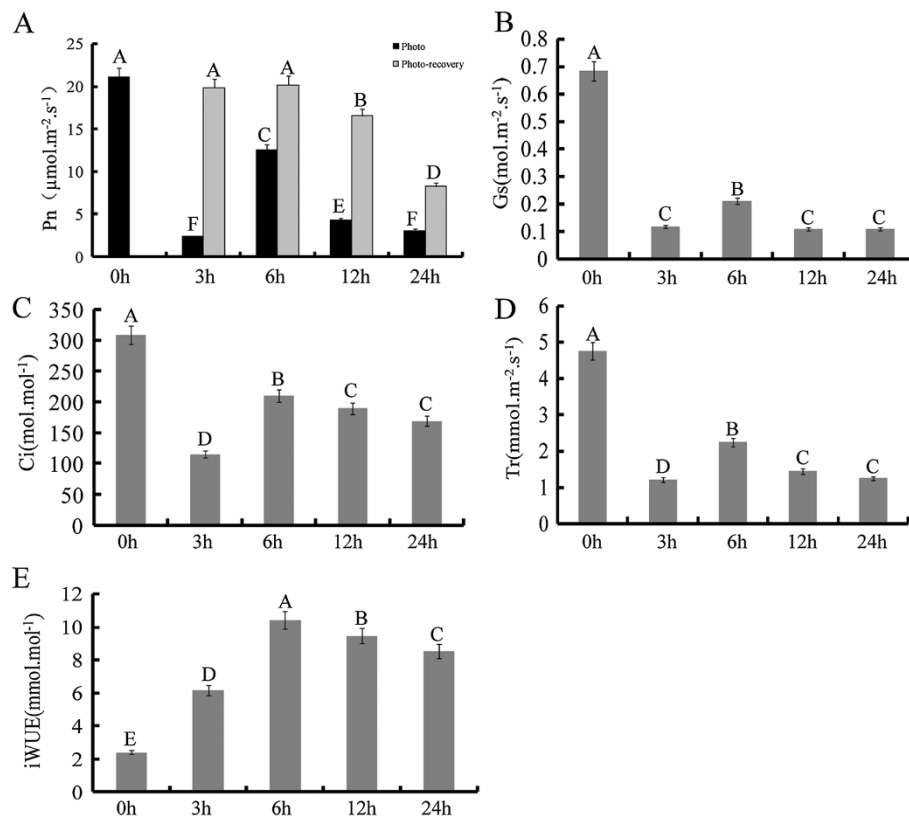 A
Pn (μmol.m⁻².s⁻¹)
25
20
15
10
5
0
Photo
Photo-recovery
A
F
A
C
A
E
B
F
D
0h
3h
6h
12h
24h
B
Gs(mol.m⁻².s⁻¹)
0.8
0.7
0.6
0.5
0.4
0.3
0.2
0.1
0
A
C
B
C
C
0h
3h
6h
12h
24h
C
Ci(mol.mol⁻¹)
350
300
250
200
150
100
50
0
A
D
B
C
C
0h
3h
6h
12h
24h
D
Tr(mmol.m⁻².s⁻¹)
6
5
4
3
2
1
0
A
D
B
C
C
0h
3h
6h
12h
24h
E
iWUE(mmol.mol⁻¹)
12
10
8
6
4
2
0
E
D
A
B
C
0h
3h
6h
12h
24h